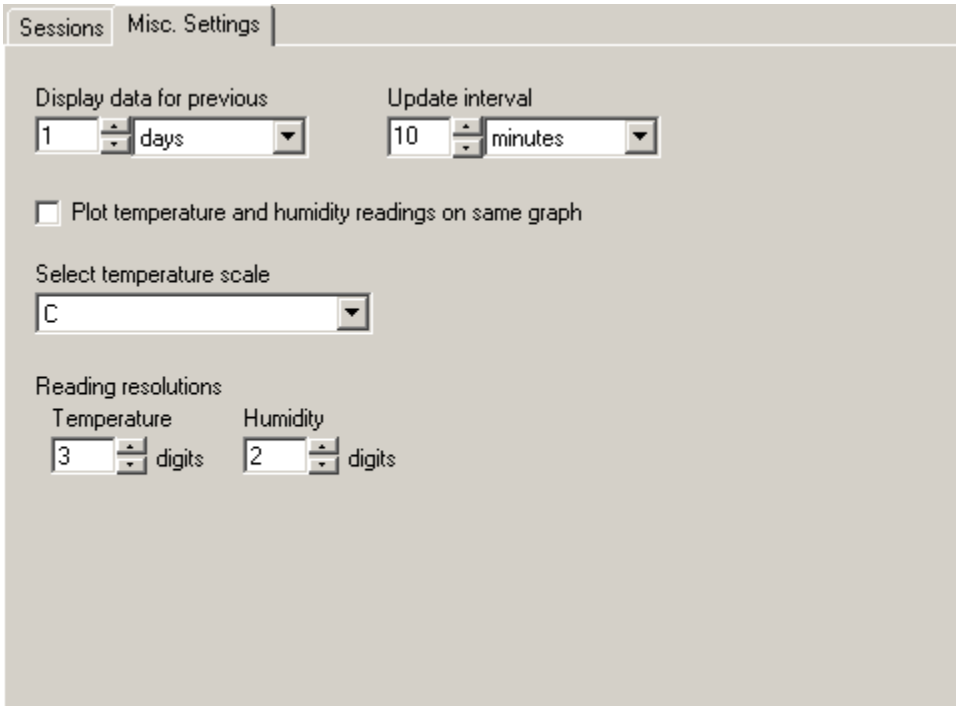 Sessions Misc. Settings
Display data for previous Update interval
1 days 10 minutes
Plot temperature and humidity readings on same graph
Select temperature scale
C
Reading resolutions
Temperature Humidity
3 digits 2 digits